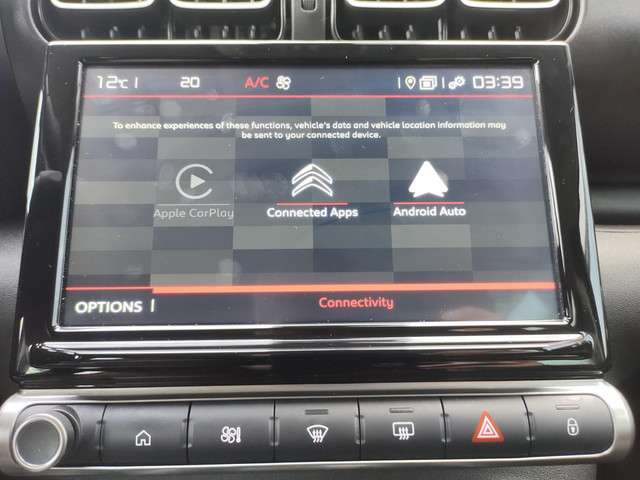 12°C 20 A/C 03:39
To enhance experiences of these functions, vehicle's data and vehicle location information may
be sent to your connected device.
Apple CarPlay Connected Apps Android Auto
OPTIONS Connectivity